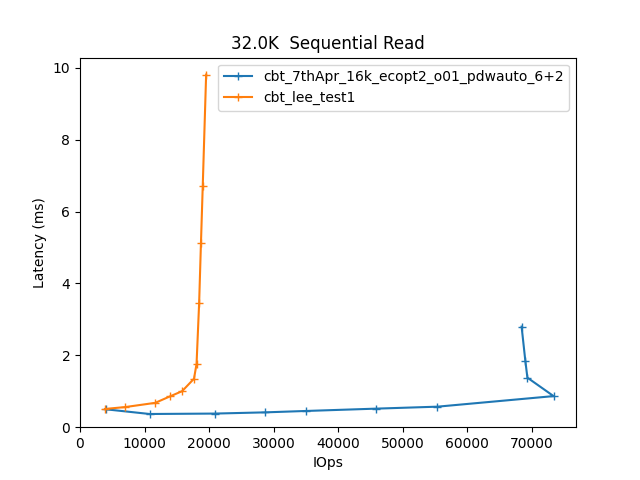 32.0K  Sequential Read
cbt_7thApr_16k_ecopt2_o01_pdwauto_6+2
cbt_lee_test1
Latency (ms)
10
8
6
4
2
0
0 10000 20000 30000 40000 50000 60000 70000
IOps